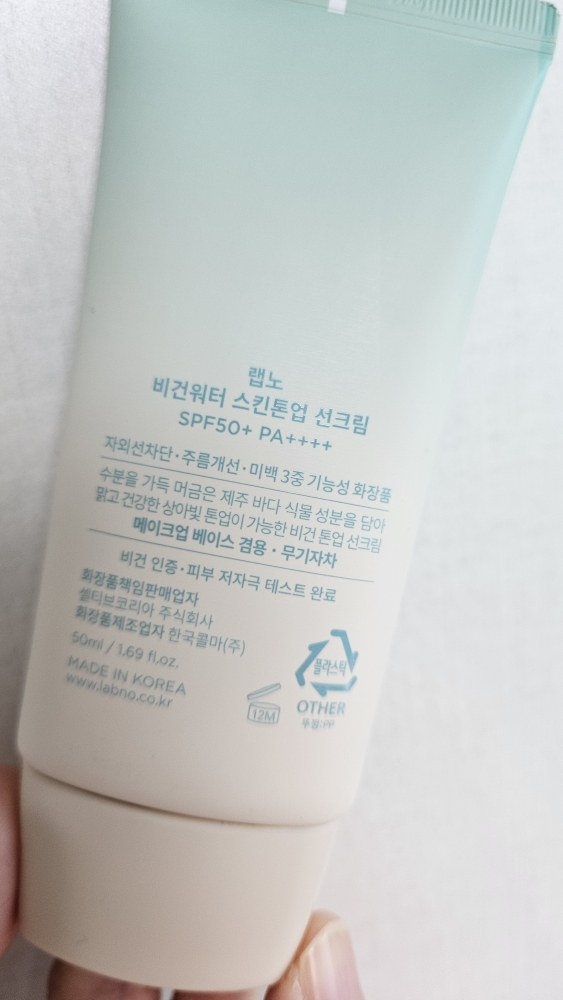 랩노
비건워터 스킨톤업 선크림
SPF50+ PA++++
자외선차단·주름개선·미백 3중 기능성 화장품
수분을 가득 머금은 제주 바다 식물 성분을 담아
맑고 건강한 상아빛 톤업이 가능한 비건 톤업 선크림
메이크업 베이스 겸용·무기자차
비건 인증·피부 저자극 테스트 완료
화장품책임판매업자
셀터브코리아 주식회사
화장품제조업자 한국콜마(주)
50ml / 1.69 fl.oz.
MADE IN KOREA
www.labno.co.kr
12M
플라스틱
OTHER
뚜껑:PP